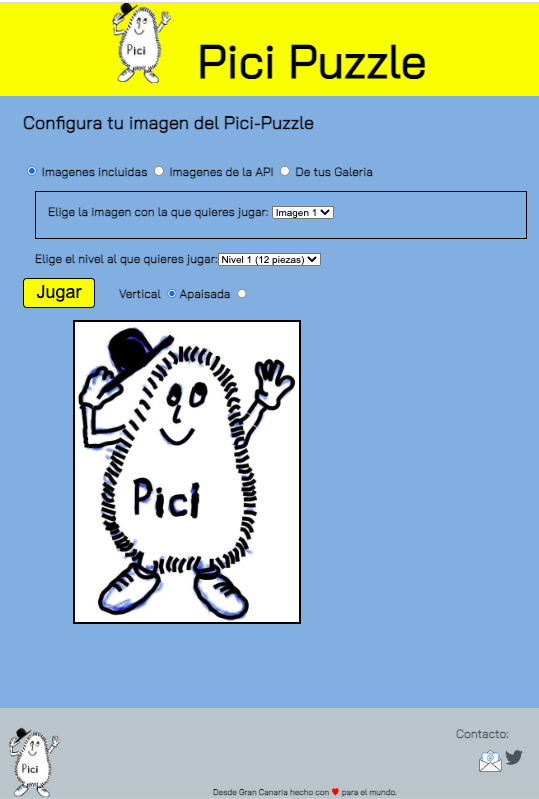 Pici
Pici Puzzle
Configura tu imagen del Pici-Puzzle
Imagenes incluidas Imagenes de la API De tus Galeria
Elige la imagen con la que quieres jugar: Imagen 1
Elige el nivel al que quieres jugar: Nivel 1 (12 piezas)
Jugar Vertical Apaisada
Pici
Contacto:
Pici
Desde Gran Canaria hecho con ♥ para el mundo.